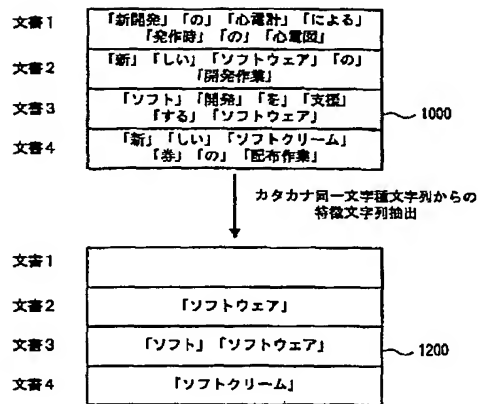 文書1
「新開発」「の」「心電計」「による」
「発作時」「の」「心電図」
文書2
「新」「しい」「ソフトウェア」「の」
「開発作業」
文書3
「ソフト」「開発」「を」「支援」
「する」「ソフトウェア」
1000
文書4
「新」「しい」「ソフトクリーム」
「券」「の」「配布作業」
カタカナ同一文字種文字列からの
特徴文字列抽出
文書1
文書2
「ソフトウェア」
文書3
「ソフト」「ソフトウェア」
1200
文書4
「ソフトクリーム」